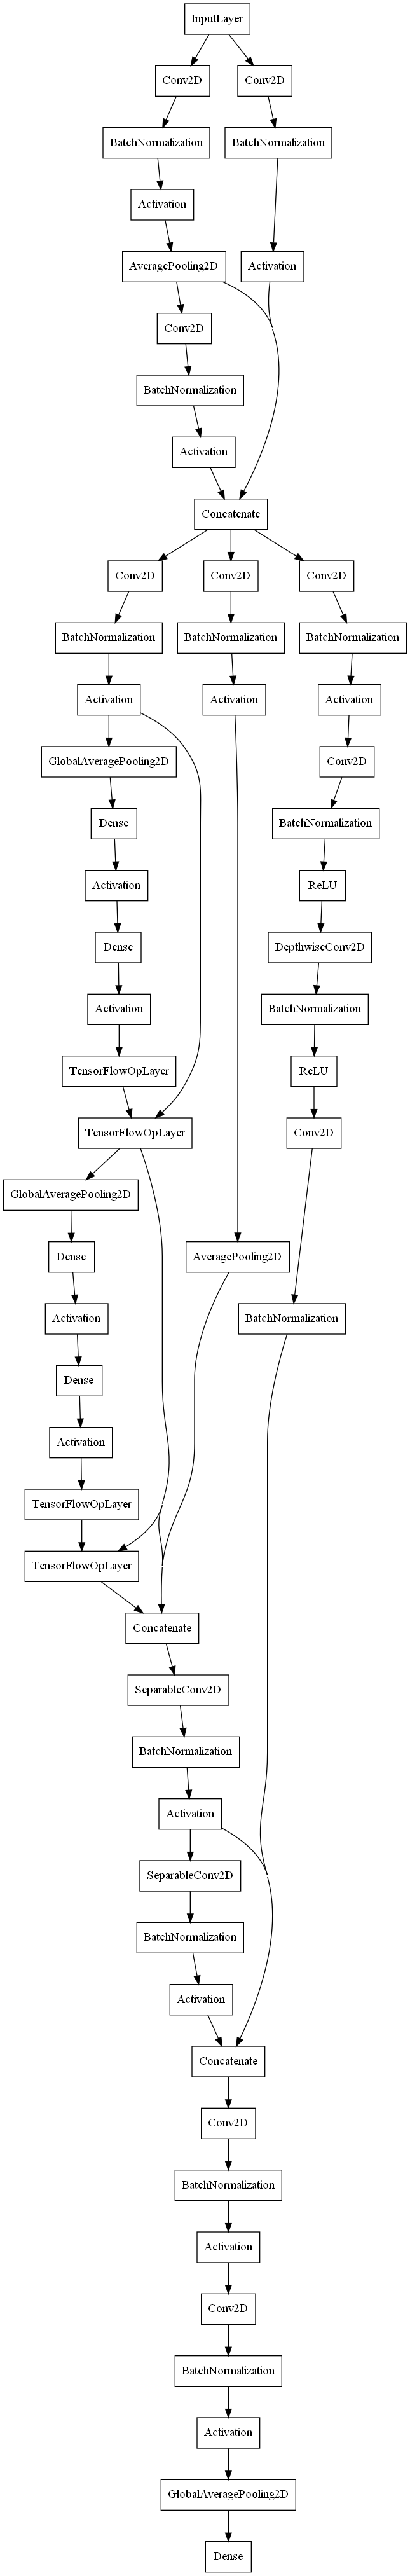 InputLayer
Conv2D
Conv2D
BatchNormalization
BatchNormalization
Activation
AveragePooling2D
Activation
Conv2D
BatchNormalization
Activation
Concatenate
Conv2D
Conv2D
Conv2D
BatchNormalization
BatchNormalization
BatchNormalization
Activation
Activation
Activation
GlobalAveragePooling2D
Conv2D
Dense
BatchNormalization
Activation
ReLU
Dense
DepthwiseConv2D
Activation
BatchNormalization
TensorFlowOpLayer
ReLU
TensorFlowOpLayer
Conv2D
GlobalAveragePooling2D
Dense
AveragePooling2D
Activation
BatchNormalization
Dense
Activation
TensorFlowOpLayer
TensorFlowOpLayer
Concatenate
SeparableConv2D
BatchNormalization
Activation
SeparableConv2D
BatchNormalization
Activation
Concatenate
Conv2D
BatchNormalization
Activation
Conv2D
BatchNormalization
Activation
GlobalAveragePooling2D
Dense